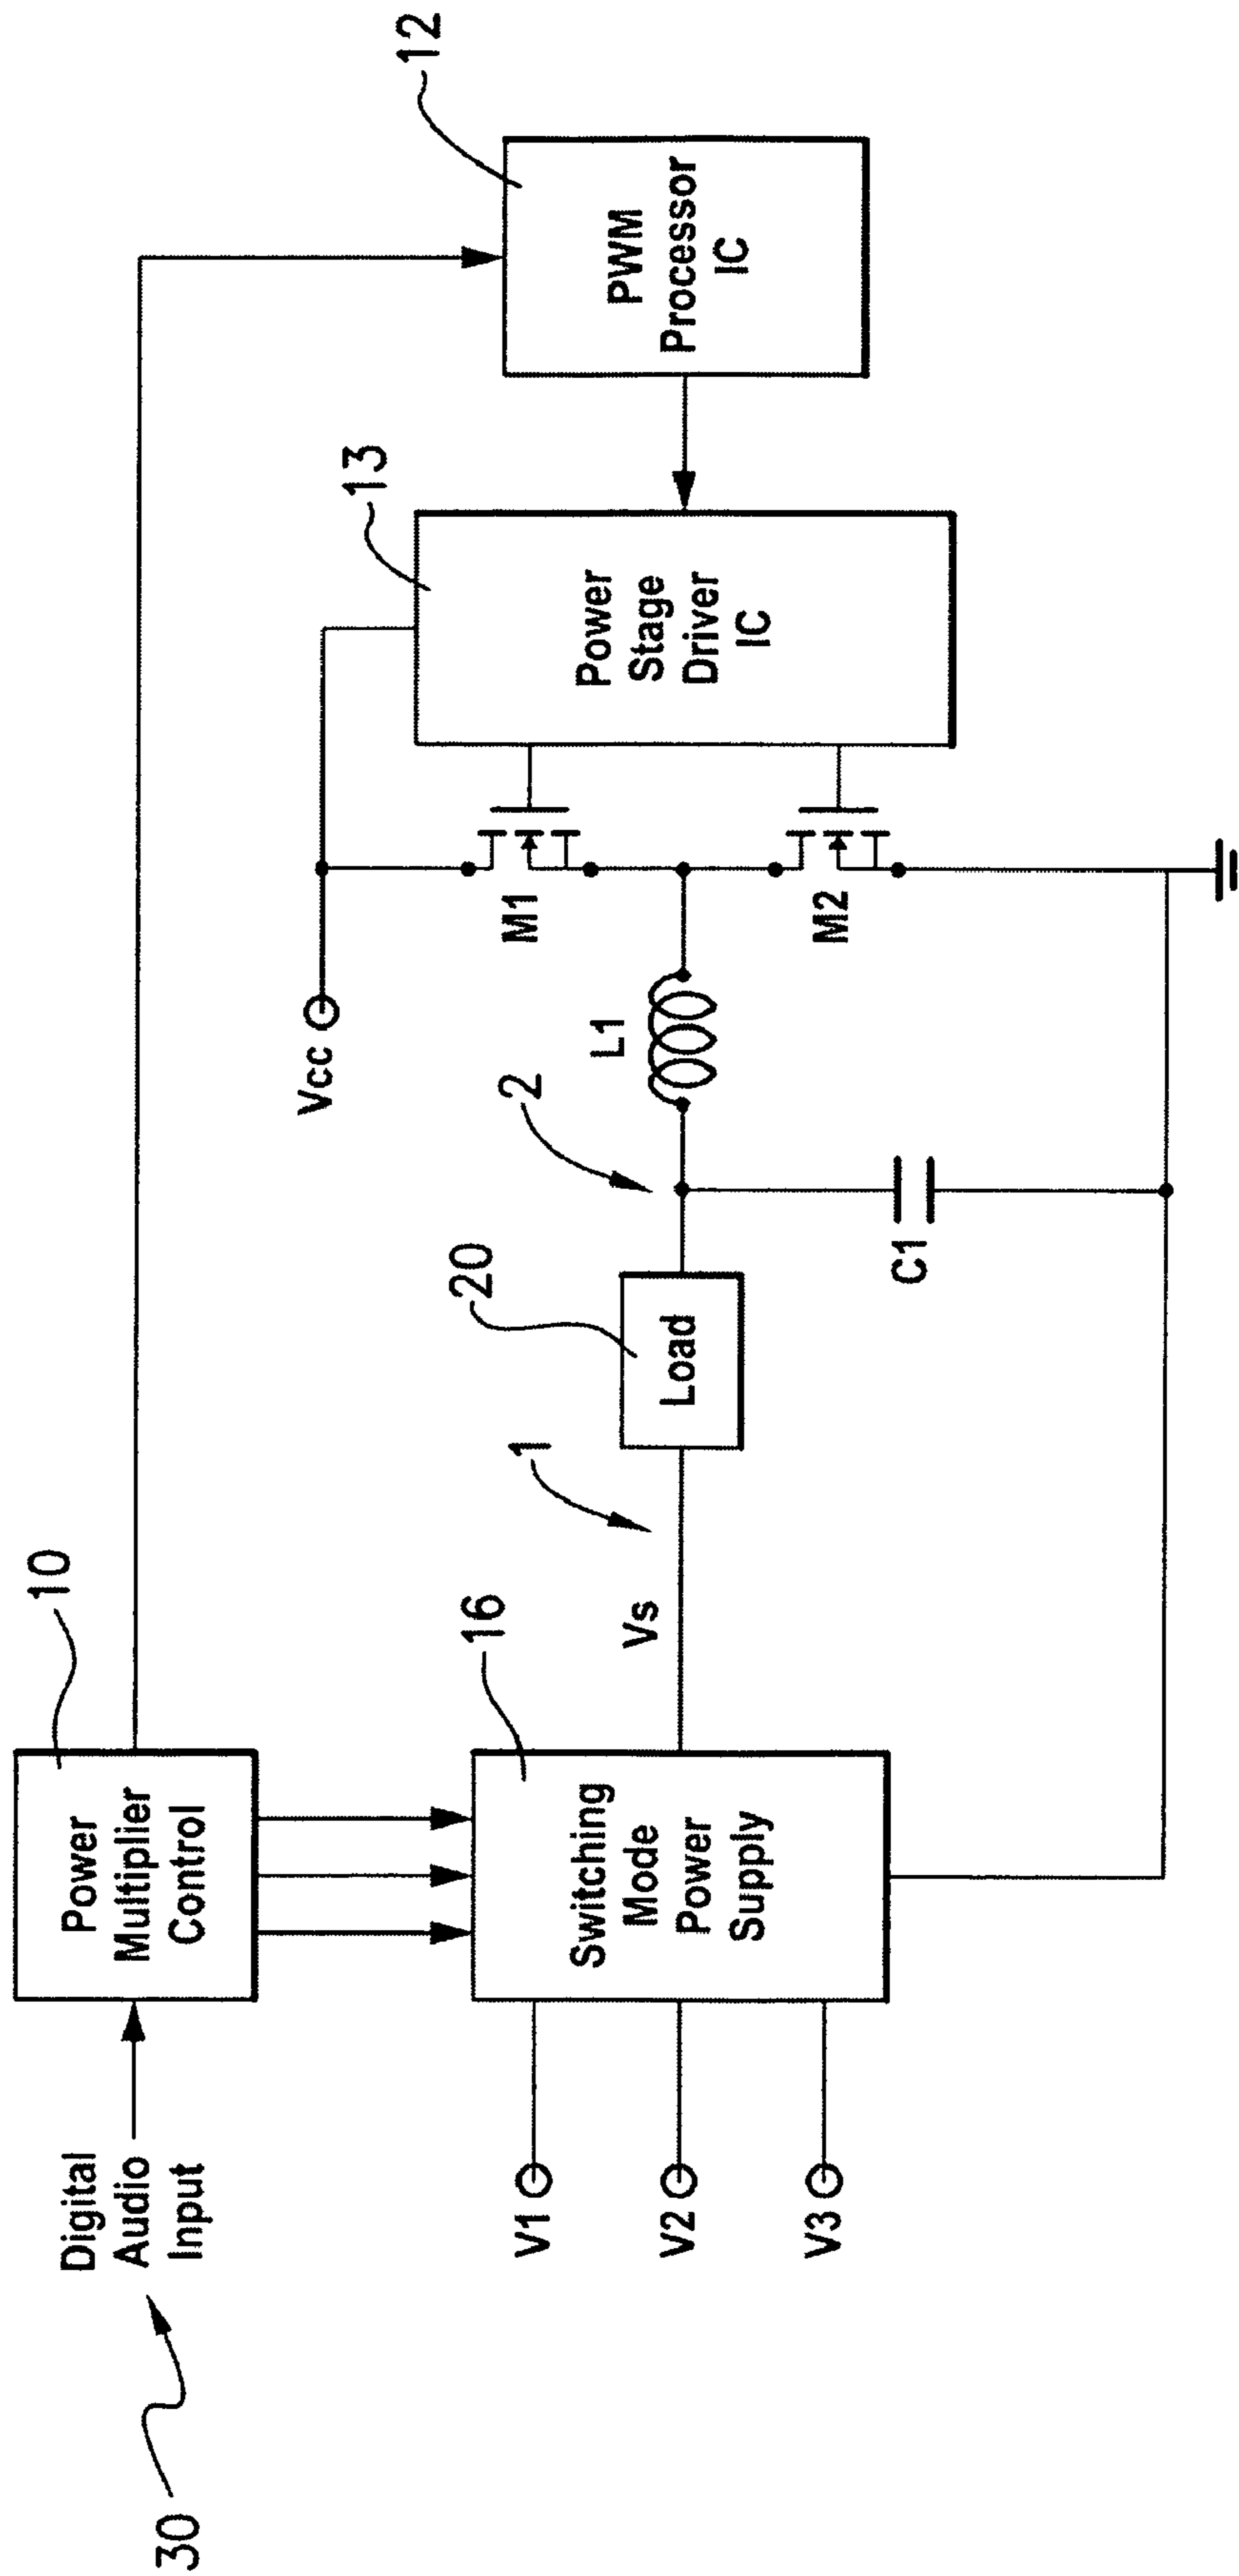 30
Digital
Audio
Input
10
Power
Multiplier
Control
V1
V2
V3
16
Switching
Mode
Power
Supply
Vs
1
20
Load
2
L1
C1
Vcc
M1
M2
13
Power
Stage
Driver
IC
12
PWM
Processor
IC